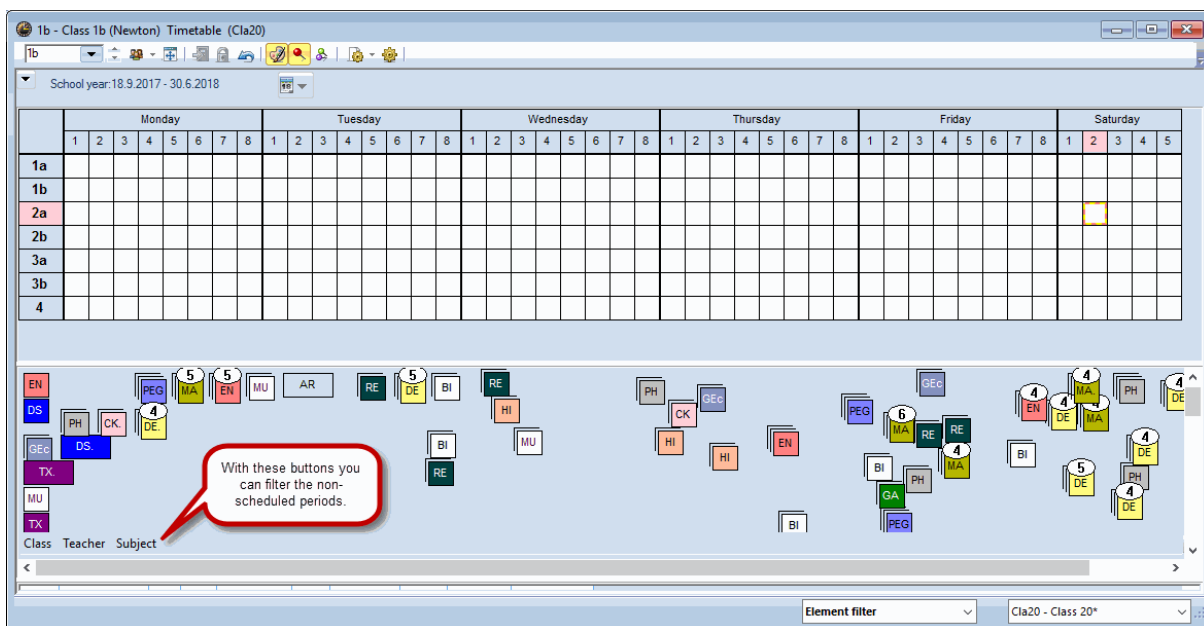 1b - Class 1b (Newton) Timetable (Cla20)
1b
School year:18.9.2017 - 30.6.2018
Monday Tuesday Wednesday Thursday Friday Saturday
1 2 3 4 5 6 7 8 1 2 3 4 5 6 7 8 1 2 3 4 5 6 7 8 1 2 3 4 5 6 7 8 1 2 3 4 5 6 7 8 1 2 3 4 5
1a
1b
2a
2b
3a
3b
4
5 5 5 4 4
EN PEG MA EN MU AR RE DE BI RE PH GEc GEc EN MA. PH DE
4 6 4 4
DS PH CK. DE. HI CK PEG MA RE RE DE MA
GEc DS. BI MU HI HI EN BI 4 MA BI 4 DE
TX. RE PH 5 DE PH
MU GA 4 DE
TX BI PEG
With these buttons you
can filter the non-
scheduled periods.
Class Teacher Subject
Element filter Cla20 - Class 20*